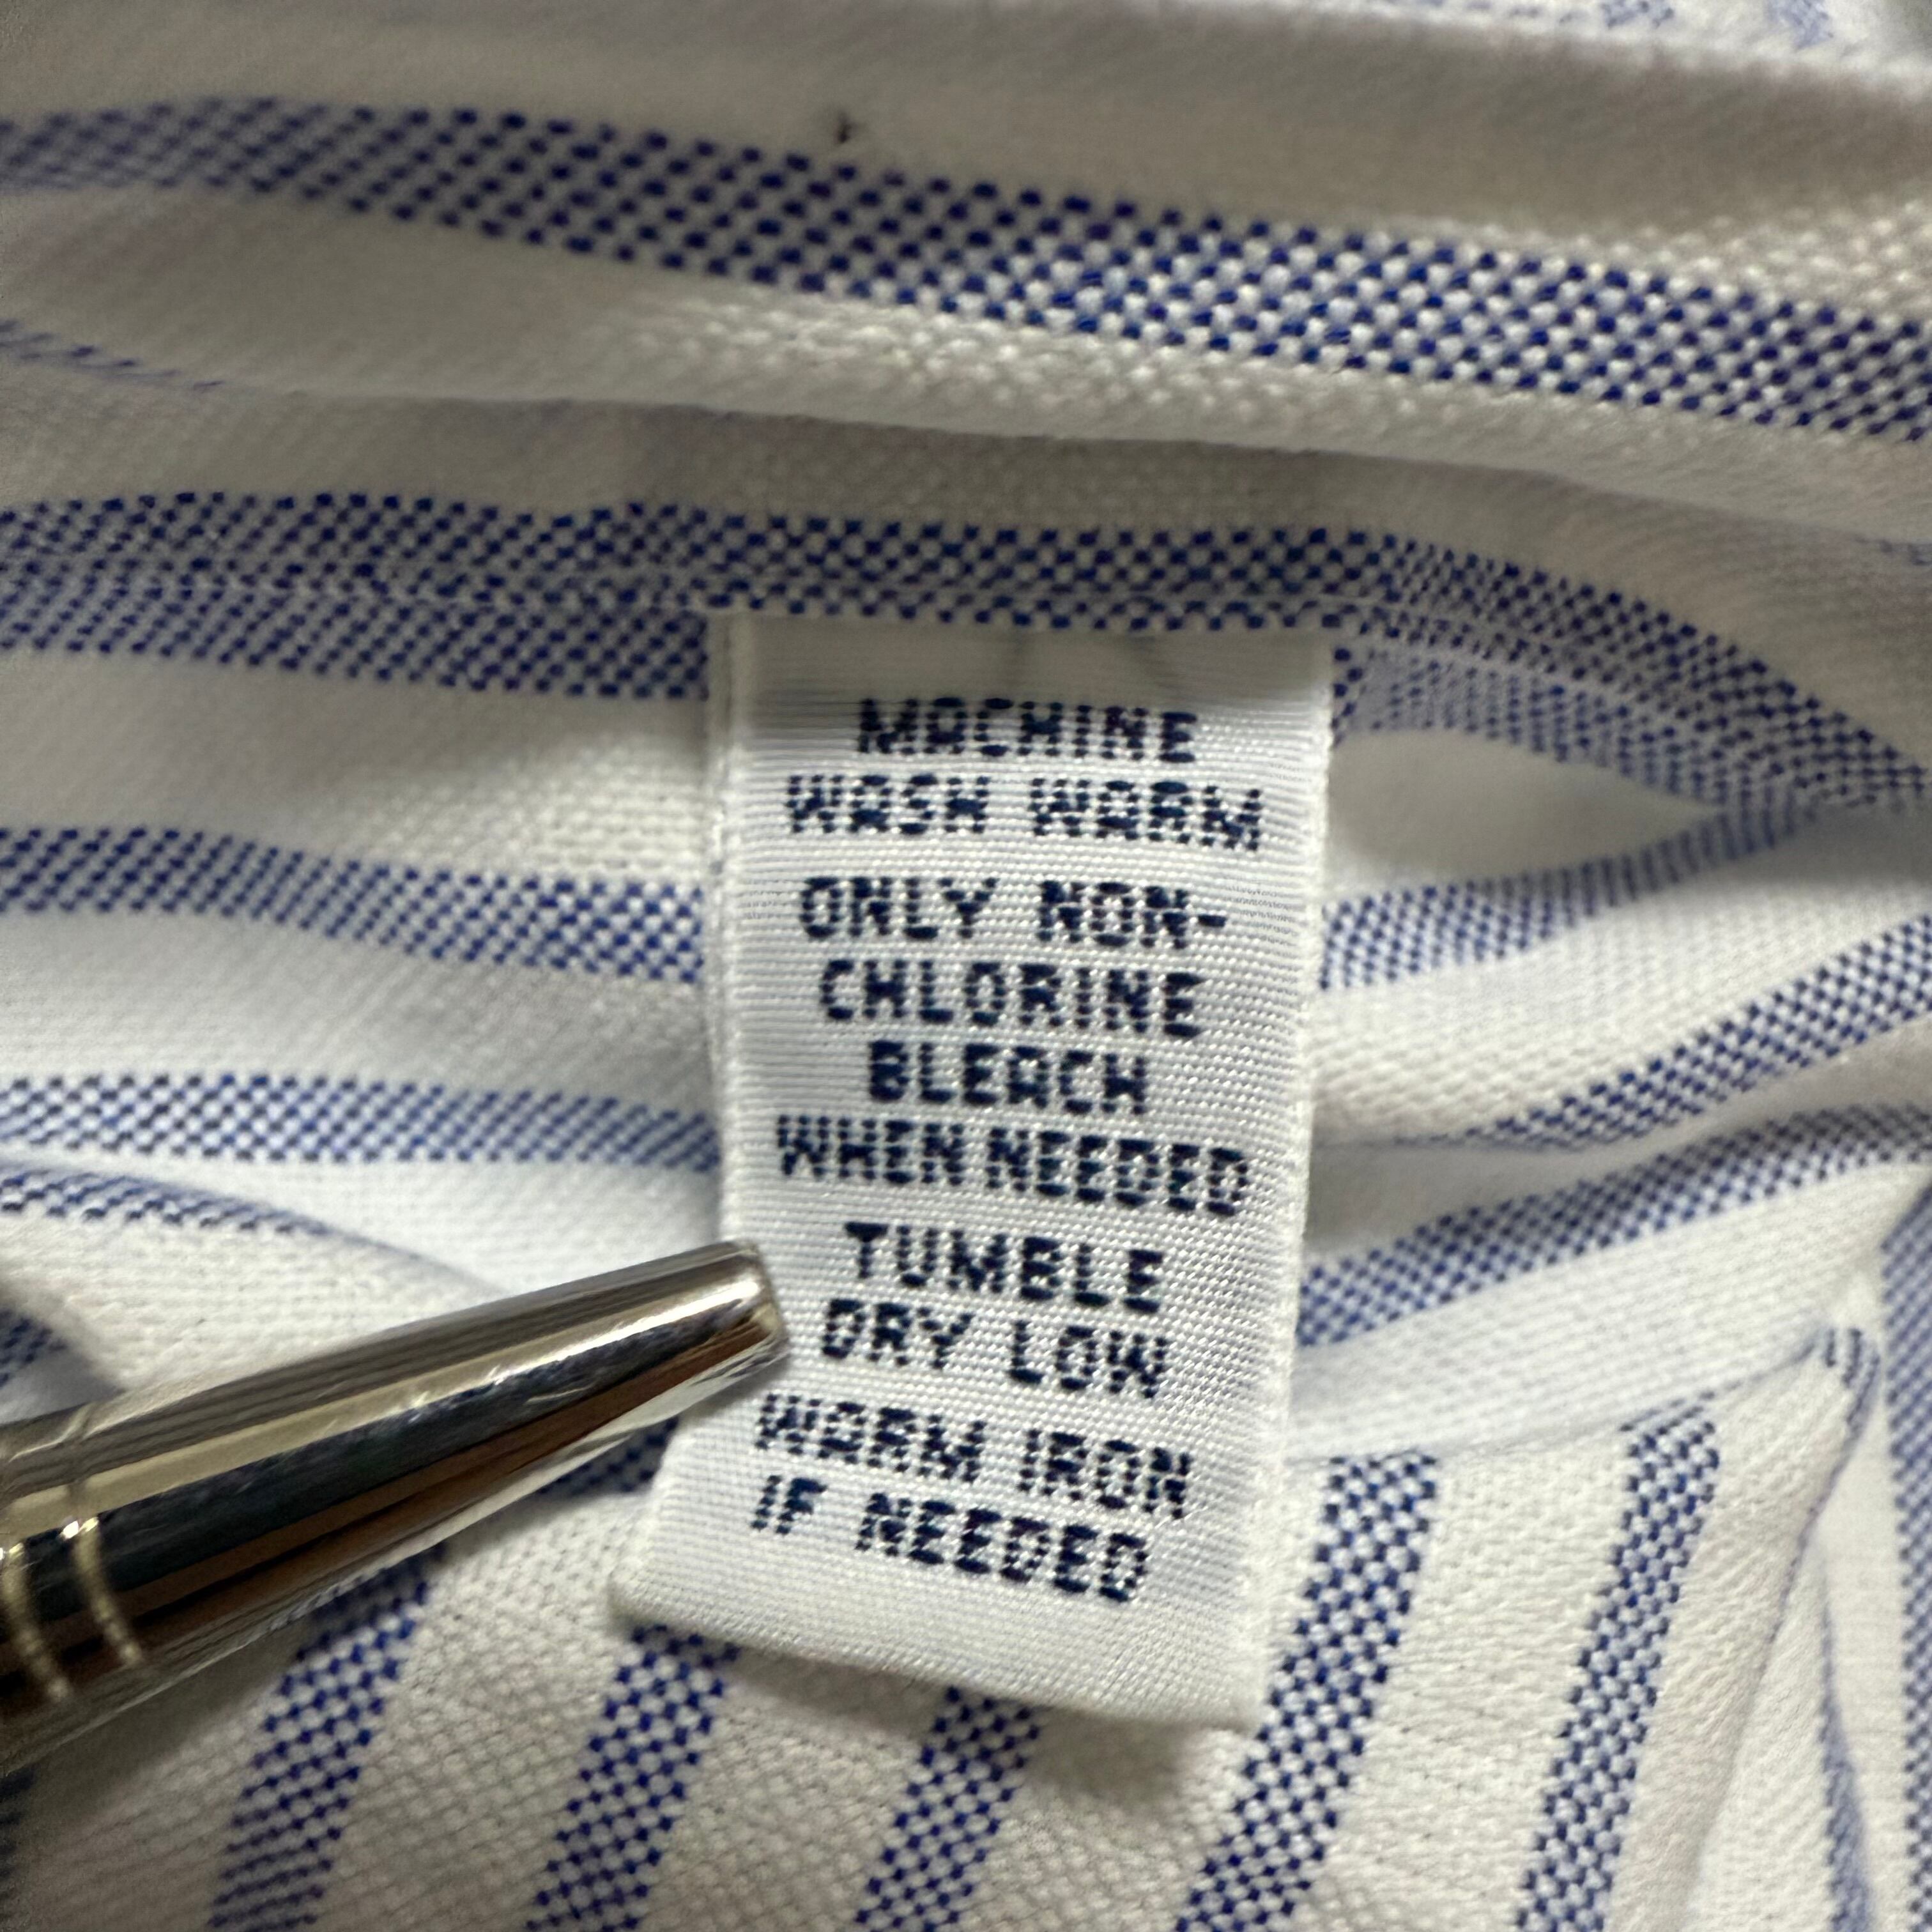 MACHINE
WASH WARM
ONLY NON-
CHLORINE
BLEACH
WHEN NEEDED
TUMBLE
DRY LOW
WARM IRON
IF NEEDED